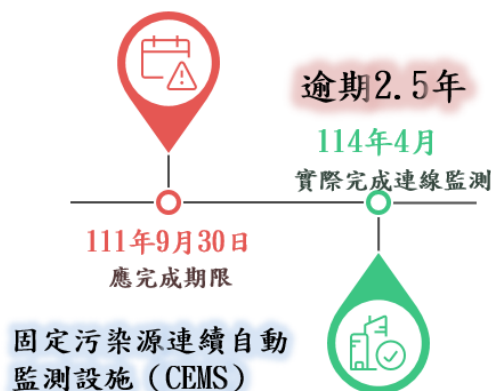 逾期2.5年
114年4月
實際完成連線監測
111年9月30日
應完成期限
固定污染源連續自動
監測設施（CEMS）